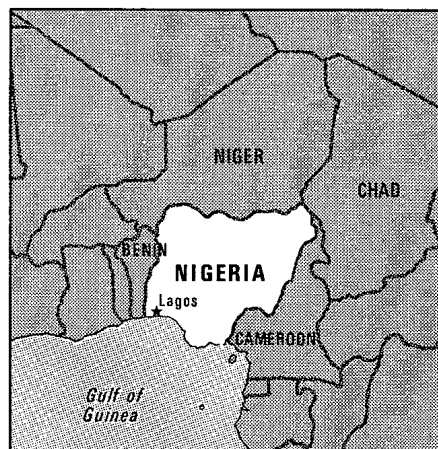 NIGER
CHAD
BENIN
NIGERIA
Lagos
CAMEROON
Gulf of
Guinea